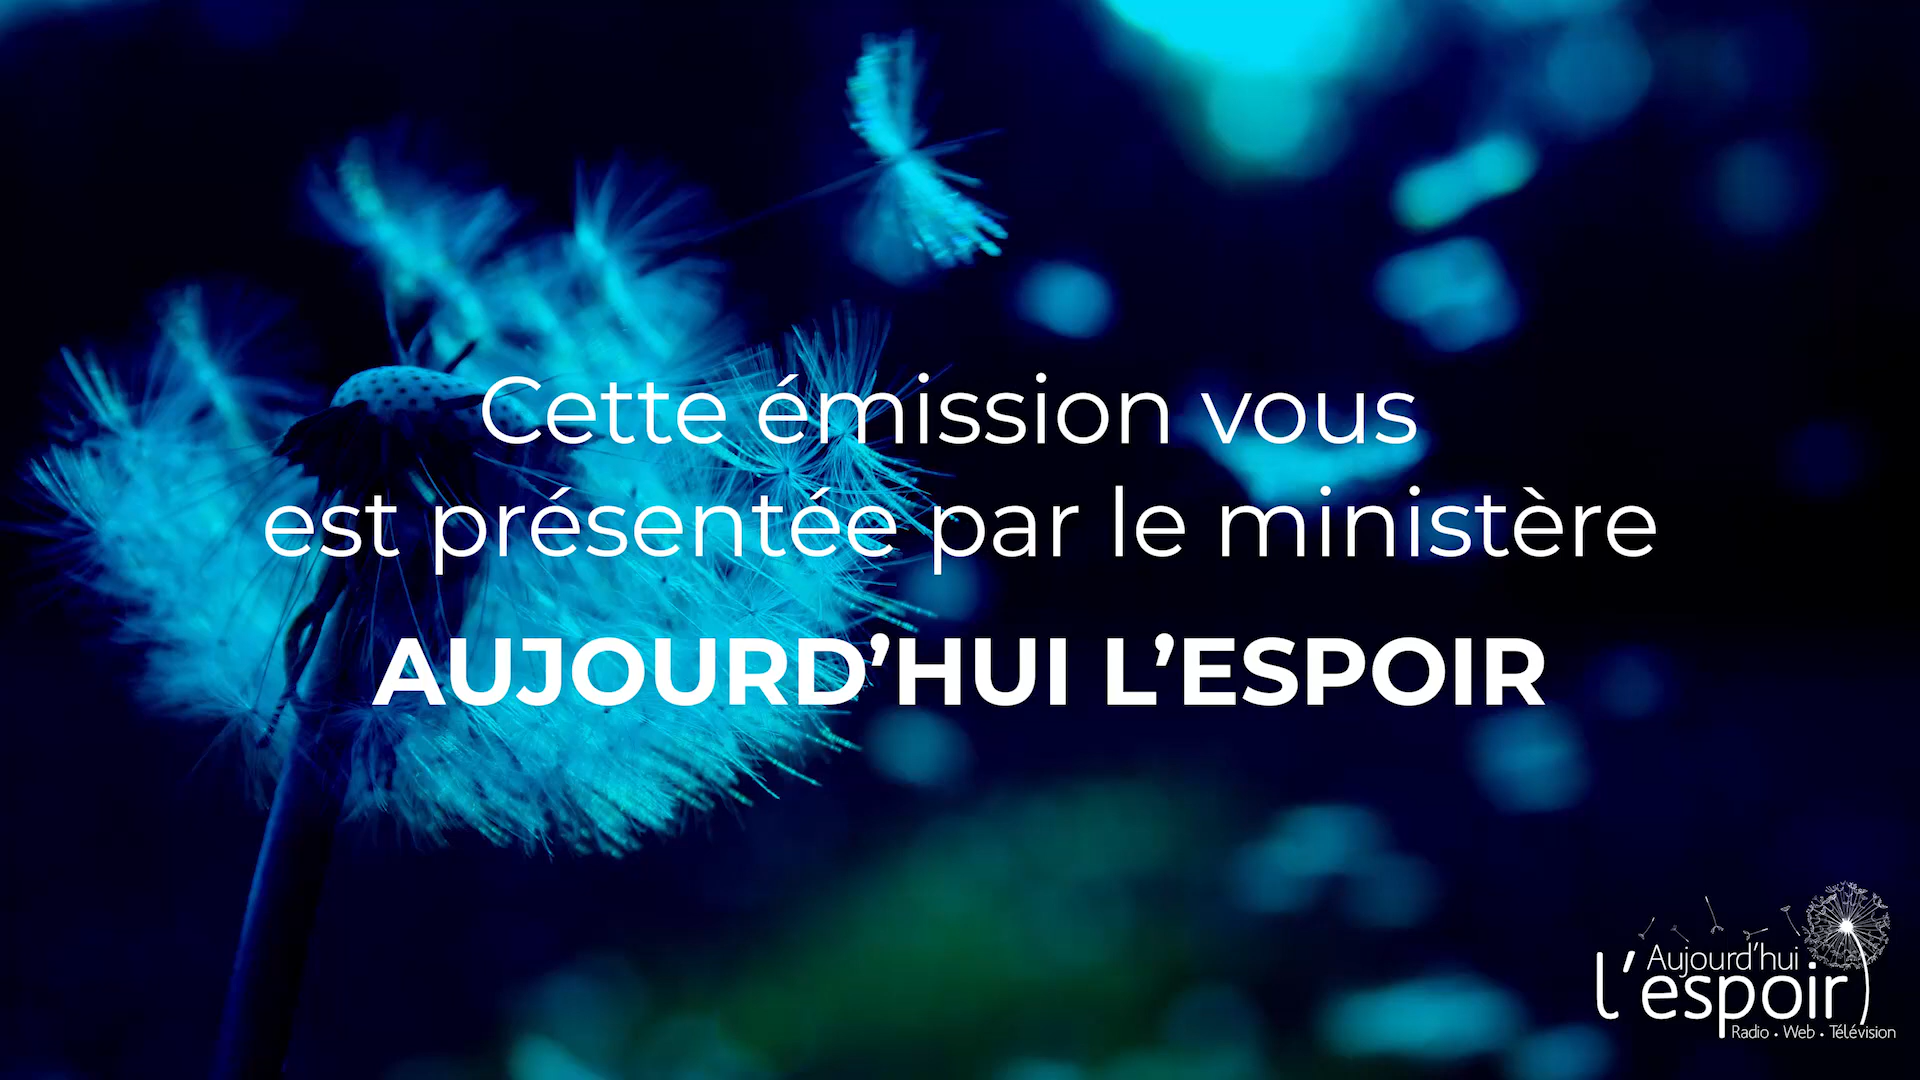 Cette émission vous
est présentée par le ministère
AUJOURD’HUI L’ESPOIR
Aujourd’hui
l’espoir
Radio • Web • Télévision